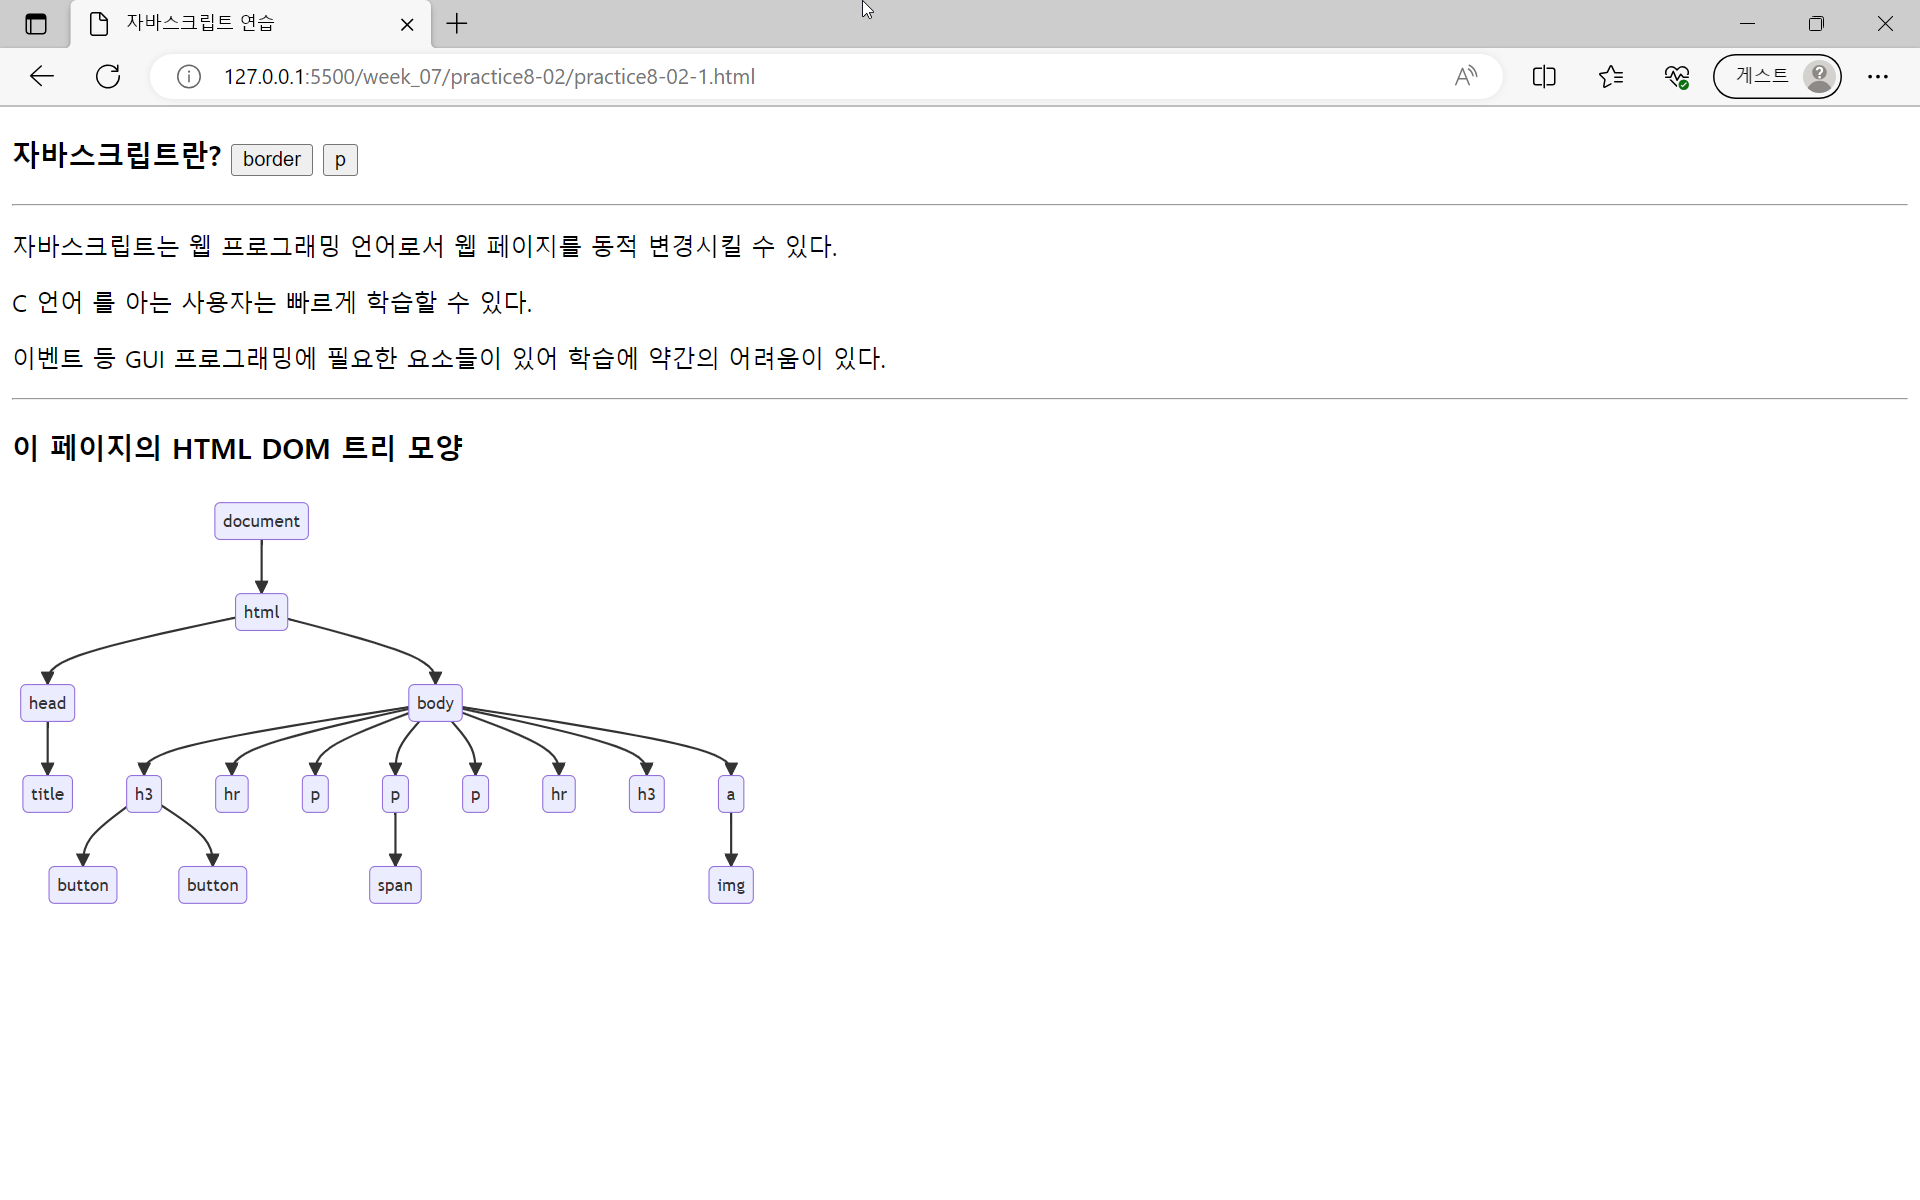 자바스크립트 연습
127.0.0.1:5500/week_07/practice8-02/practice8-02-1.html
게스트
자바스크립트란? border p
자바스크립트는 웹 프로그래밍 언어로서 웹 페이지를 동적 변경시킬 수 있다.
C 언어 를 아는 사용자는 빠르게 학습할 수 있다.
이벤트 등 GUI 프로그래밍에 필요한 요소들이 있어 학습에 약간의 어려움이 있다.
이 페이지의 HTML DOM 트리 모양
document
html
head body
title h3 hr p p p hr h3 a
button button span img